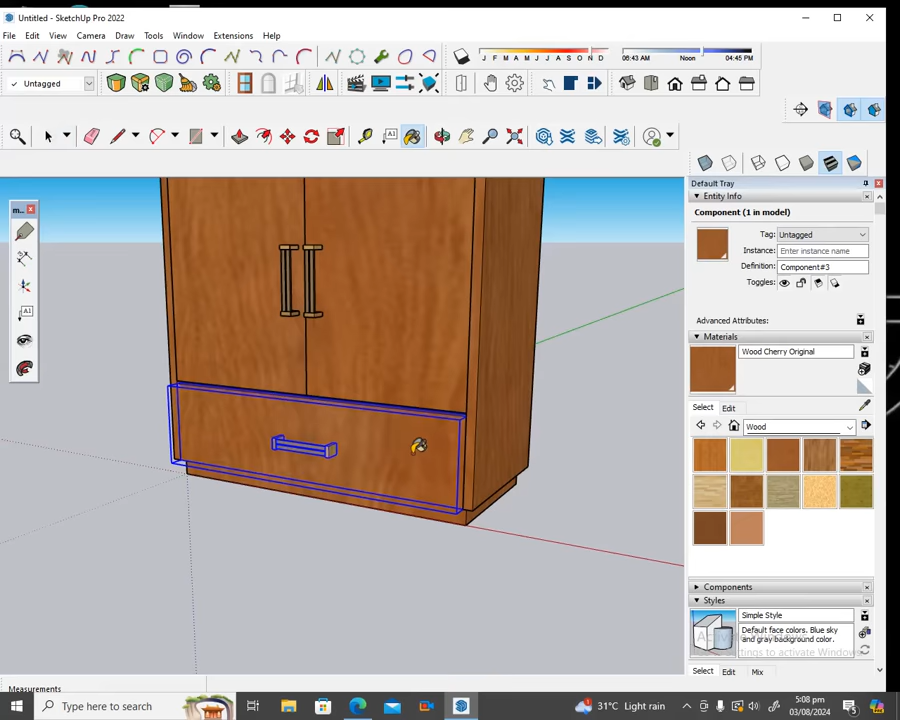 Untitled - SketchUp Pro 2022
File Edit View Camera Draw Tools Window Extensions Help
J F M A M J J A S O N D
06:43 AM Noon 04:45 PM
Untagged
m...
A1
Default Tray
Entity Info
Component (1 in model)
Tag: Untagged
Instance: Enter instance name
Definition: Component#3
Toggles:
Advanced Attributes:
Materials
Wood Cherry Original
Select Edit
Wood
Components
Styles
Simple Style
Default face colors. Blue sky
and gray background color.
Select Edit Mix
Measurements
Type here to search
31°C Light rain
5:08 pm
03/08/2024
5